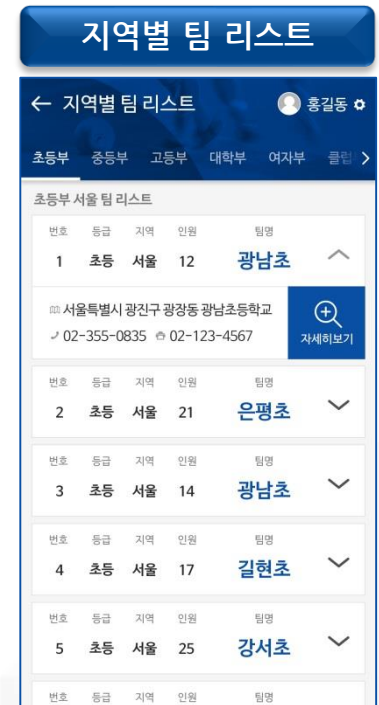 지역별 팀 리스트
← 지역별 팀 리스트 홍길동
초등부 중등부 고등부 대학부 여자부 클럽
초등부 서울 팀 리스트
번호 등급 지역 인원 팀명
1 초등 서울 12 광남초
서울특별시 광진구 광장동 광남초등학교
02-355-0835 02-123-4567
자세히보기
번호 등급 지역 인원 팀명
2 초등 서울 21 은평초
번호 등급 지역 인원 팀명
3 초등 서울 14 광남초
번호 등급 지역 인원 팀명
4 초등 서울 17 길현초
번호 등급 지역 인원 팀명
5 초등 서울 25 강서초
번호 등급 지역 인원 팀명